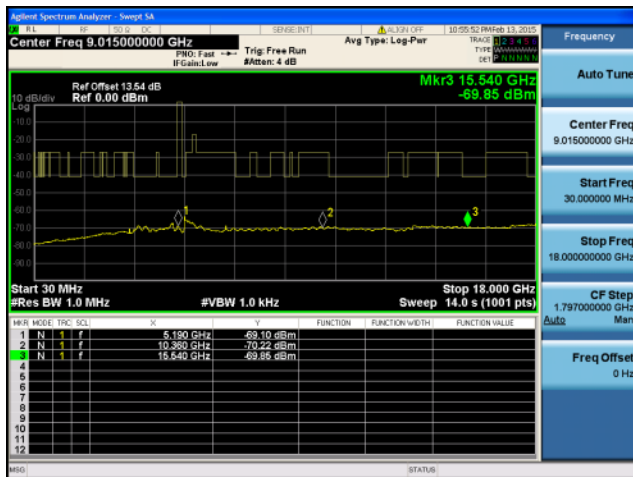 Agilent Spectrum Analyzer - Swept SA
RL RF 50 Ω DC SENSE:INT ALIGN OFF 10:55:52 PM Feb 13, 2015
Center Freq 9.015000000 GHz
PNO: Fast
IFGain:Low
Trig: Free Run
#Atten: 4 dB
Avg Type: Log-Pwr
TRACE 1 2 3 4 5 6
TYPE
DET P N N N N N
Frequency
Mkr3 15.540 GHz
-69.85 dBm
Ref Offset 13.54 dB
10 dB/div Ref 0.00 dBm
Log
-10.0
-20.0
-30.0
-40.0
-50.0
-60.0
-70.0
-80.0
-90.0
1
2
3
Start 30 MHz Stop 18.000 GHz
#Res BW 1.0 MHz #VBW 1.0 kHz Sweep 14.0 s (1001 pts)
MKR MODE TRC SCL X Y FUNCTION FUNCTION WIDTH FUNCTION VALUE
1 N 1 f 5.190 GHz -69.10 dBm
2 N 1 f 10.360 GHz -70.22 dBm
3 N 1 f 15.540 GHz -69.85 dBm
4
5
6
7
8
9
10
11
12
MSG STATUS
Auto Tune
Center Freq
9.015000000 GHz
Start Freq
30.000000 MHz
Stop Freq
18.000000000 GHz
CF Step
1.797000000 GHz
Auto Man
Freq Offset
0 Hz